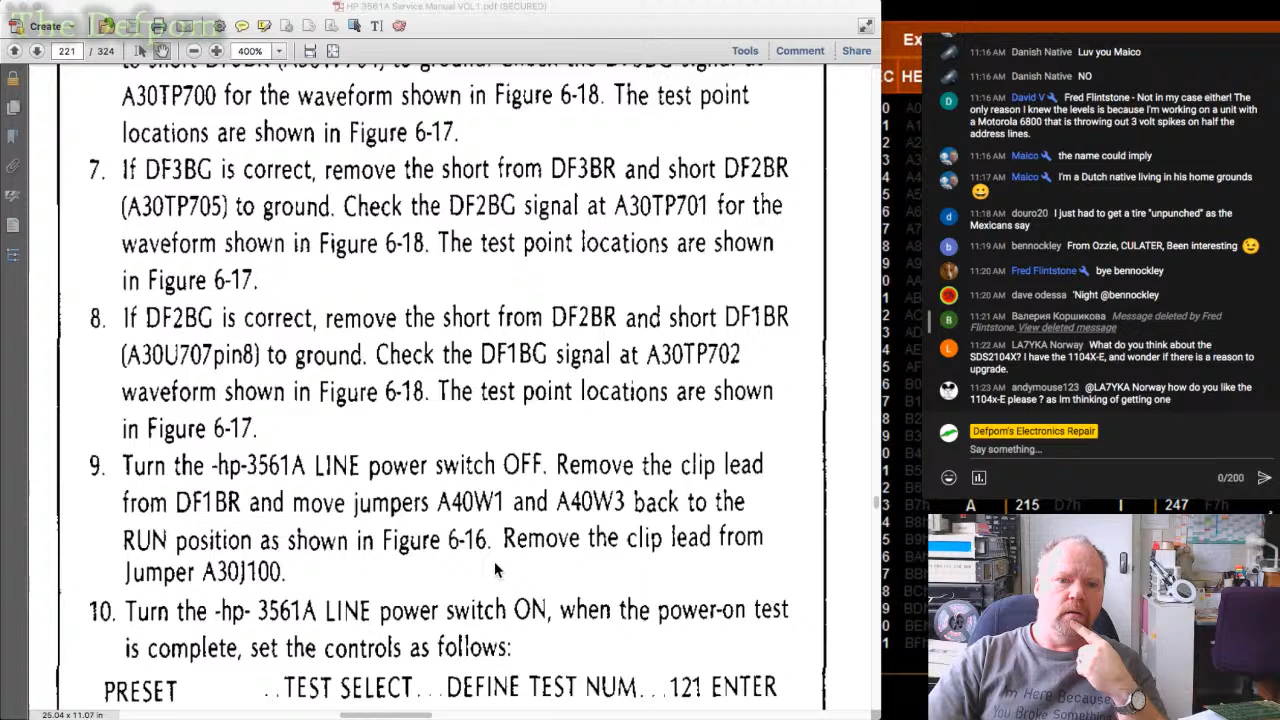 HP 3561A Service Manual VOL1.pdf (SECURED)
The Defpom
Create
221 / 324
400%
Tools Comment Share
A30TP700 for the waveform shown in Figure 6-18. The test point
locations are shown in Figure 6-17.
7. If DF3BG is correct, remove the short from DF3BR and short DF2BR
(A30TP705) to ground. Check the DF2BG signal at A30TP701 for the
waveform shown in Figure 6-18. The test point locations are shown
in Figure 6-17.
8. If DF2BG is correct, remove the short from DF2BR and short DF1BR
(A30U707pin8) to ground. Check the DF1BG signal at A30TP702
waveform shown in Figure 6-18. The test point locations are shown
in Figure 6-17.
9. Turn the -hp-3561A LINE power switch OFF. Remove the clip lead
from DF1BR and move jumpers A40W1 and A40W3 back to the
RUN position as shown in Figure 6-16. Remove the clip lead from
Jumper A30J100.
10. Turn the -hp- 3561A LINE power switch ON, when the power-on test
is complete, set the controls as follows:
PRESET ..TEST SELECT...DEFINE TEST NUM...121 ENTER
25.04 x 11.07 in
Ex
C HE
11:16 AM Danish Native Luv you Maico
11:16 AM Danish Native NO
11:16 AM David V Fred Flintstone - Not in my case either! The
only reason I knew the levels is because I'm working on a unit with
a Motorola 6800 that is throwing out 3 volt spikes on half the
address lines.
11:16 AM Maico the name could imply
11:17 AM Maico I'm a Dutch native living in his home grounds
11:18 AM douro20 I just had to get a tire "unpunched" as the
Mexicans say
11:19 AM bennockley From Ozzie, CULATER, Been interesting
11:20 AM Fred Flintstone bye bennockley
11:20 AM dave odessa 'Night @bennockley
11:21 AM Валерия Коршикова Message deleted by Fred
Flintstone. View deleted message
11:22 AM LA7YKA Norway What do you think about the
SDS2104X? I have the 1104X-E, and wonder if there is a reason to
upgrade.
11:23 AM andymouse123 @LA7YKA Norway how do you like the
1104x-E please ? as Im thinking of getting one
Defpom's Electronics Repair
Say something...
0/200
A 215 D7h I 247 F7h
I'm Here Because
You Broke Something